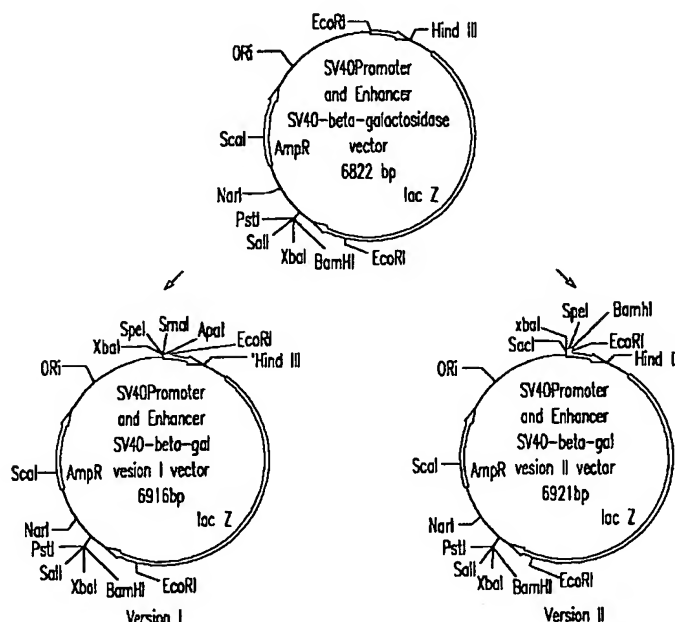 EcoRI
Hind III
ORi
SV40Promoter
and Enhancer
SV40-beta-galactosidase
vector
6822 bp
ScaI
AmpR
lac Z
NarI
PstI
SalI
XbaI
BamHI
EcoRI
SpeI
SmaI
ApaI
XbaI
EcoRI
'Hind III
ORi
SV40Promoter
and Enhancer
SV40-beta-gal
vesion I vector
6916bp
ScaI
AmpR
lac Z
NarI
PstI
SalI
XbaI
BamHI
EcoRI
Version I
SpeI
BamhI
xbaI
SacI
EcoRI
Hind
ORi
SV40Promoter
and Enhancer
SV40-beta-gal
vesion II vector
6921bp
ScaI
AmpR
lac Z
NarI
PstI
SalI
XbaI
BamHI
EcoRI
Version II